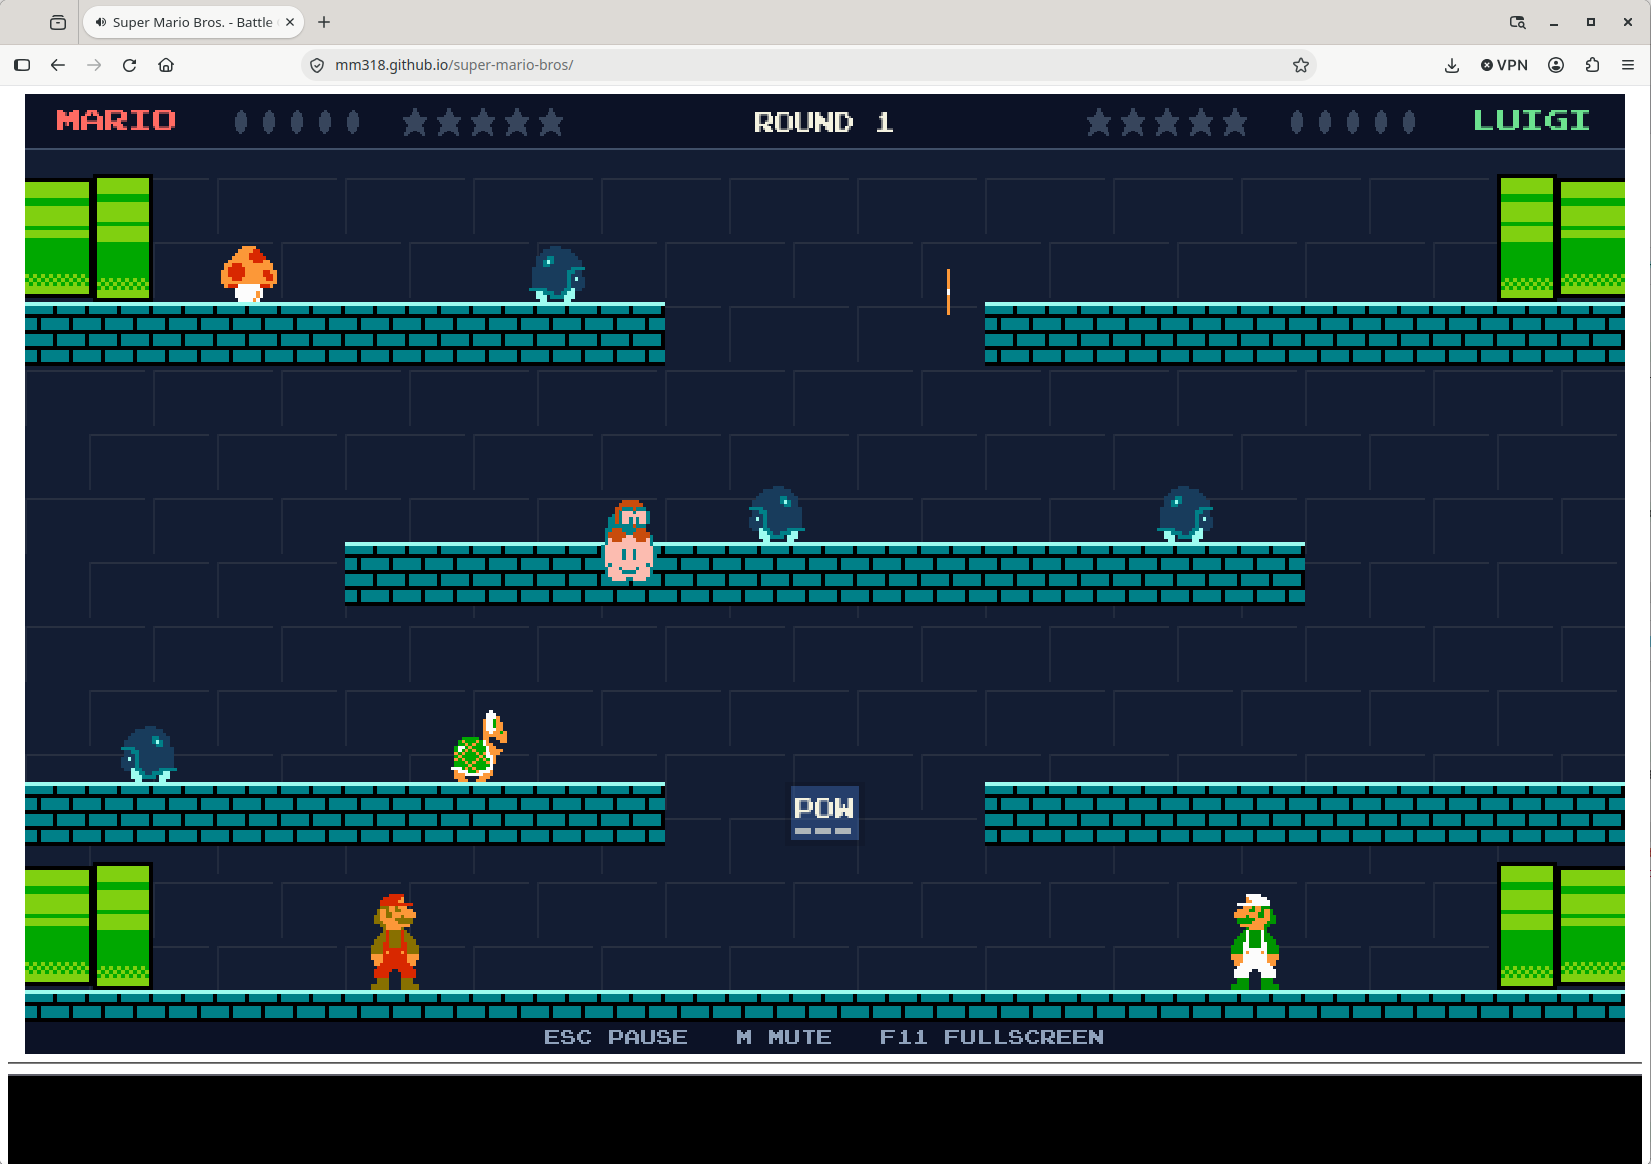 Super Mario Bros. - Battle
mm318.github.io/super-mario-bros/
VPN
MARIO
ROUND 1
LUIGI
POW
ESC PAUSE M MUTE F11 FULLSCREEN